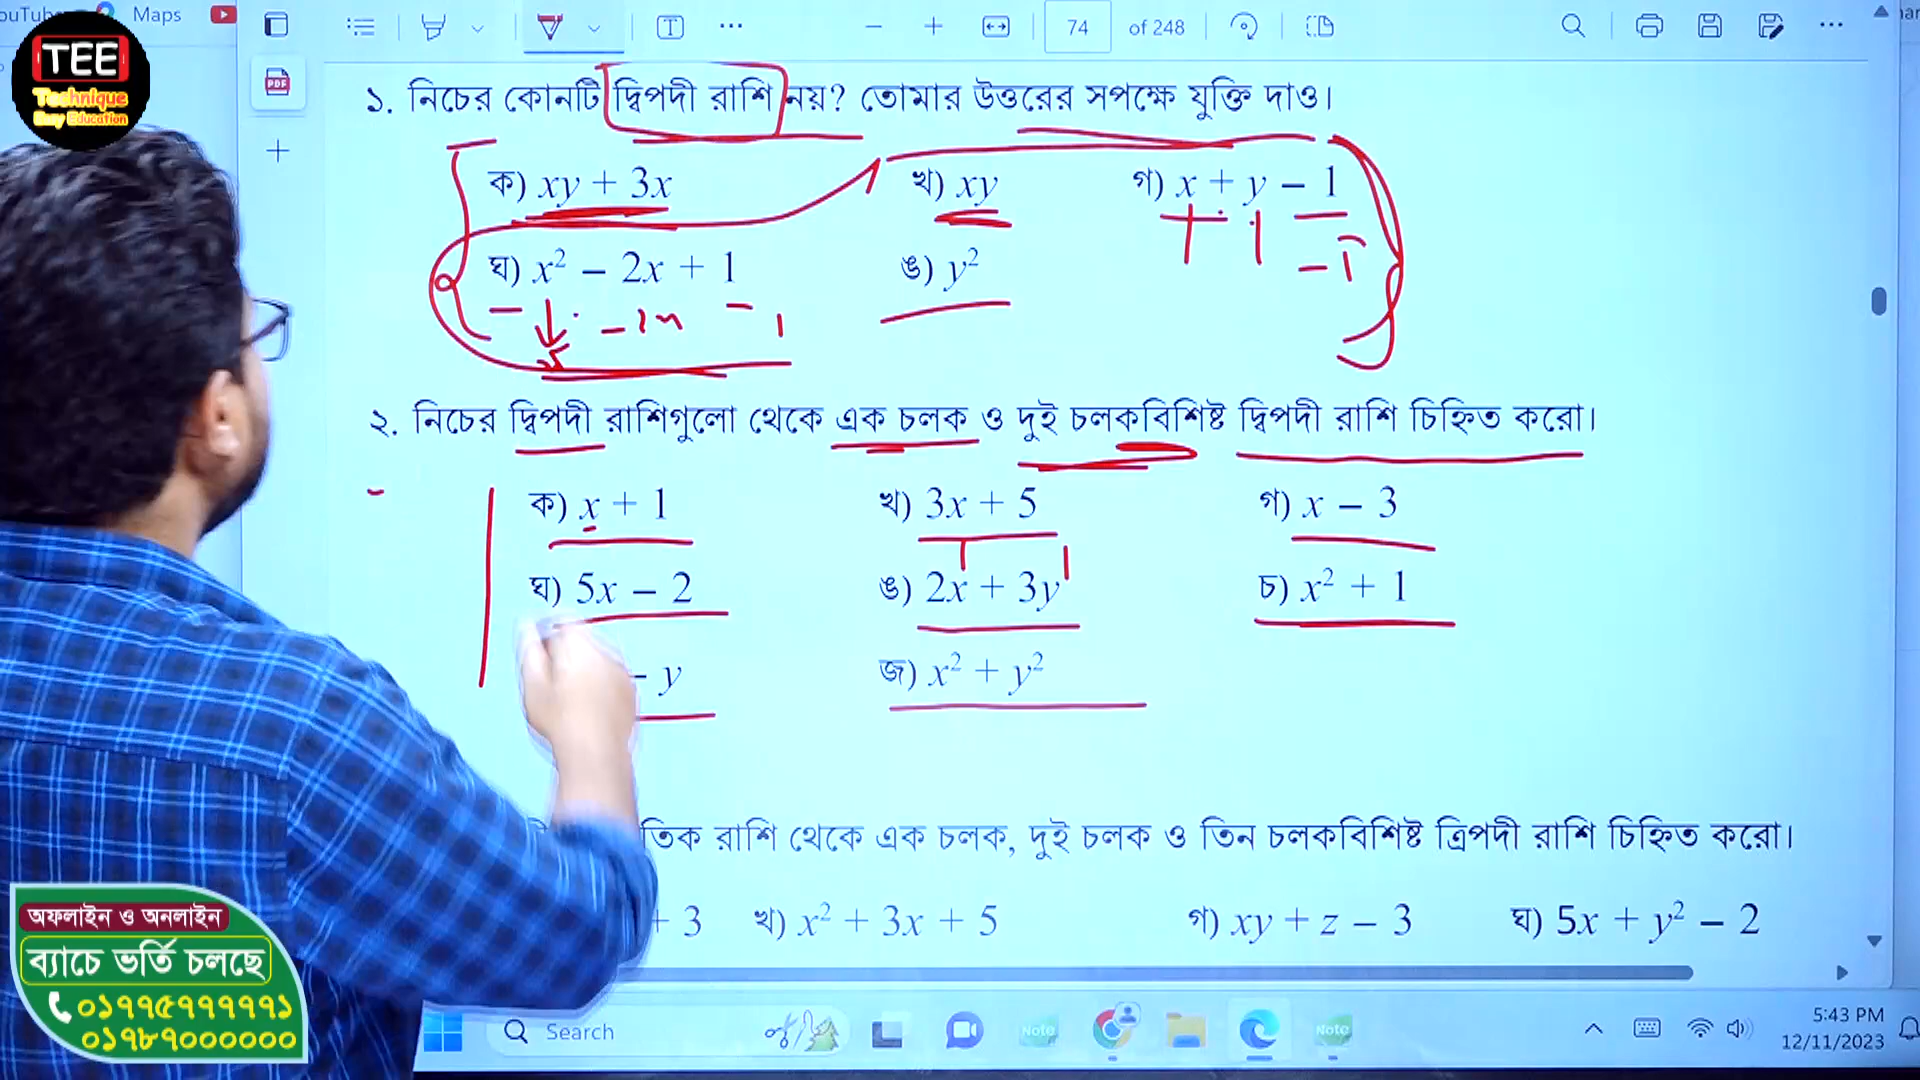 Maps
74 of 248
TEE
Technique
Easy Education
১. নিচের কোনটি দ্বিপদী রাশি নয়? তোমার উত্তরের সপক্ষে যুক্তি দাও।
ক) xy + 3x খ) xy গ) x + y – 1
ঘ) x² – 2x + 1 ঙ) y²
২. নিচের দ্বিপদী রাশিগুলো থেকে এক চলক ও দুই চলকবিশিষ্ট দ্বিপদী রাশি চিহ্নিত করো।
ক) x + 1 খ) 3x + 5 গ) x – 3
ঘ) 5x – 2 ঙ) 2x + 3y চ) x² + 1
– y জ) x² + y²
রাশি থেকে এক চলক, দুই চলক ও তিন চলকবিশিষ্ট ত্রিপদী রাশি চিহ্নিত করো।
+ 3 খ) x² + 3x + 5 গ) xy + z – 3 ঘ) 5x + y² – 2
অফলাইন ও অনলাইন
ব্যাচে ভর্তি চলছে
০১৭৭৫৭৭৭৭৭১
০১৭৮৭০০০০০০
Search
Note
Note
5:43 PM
12/11/2023